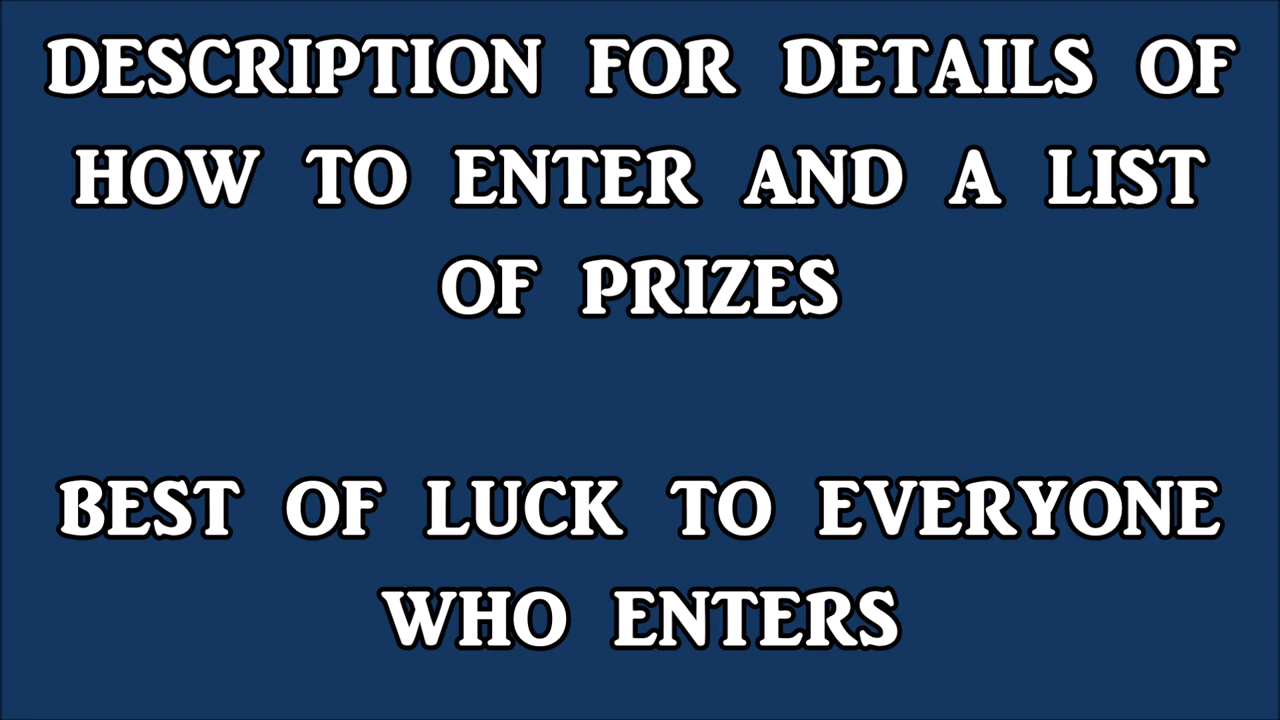 DESCRIPTION FOR DETAILS OF
HOW TO ENTER AND A LIST
OF PRIZES
BEST OF LUCK TO EVERYONE
WHO ENTERS